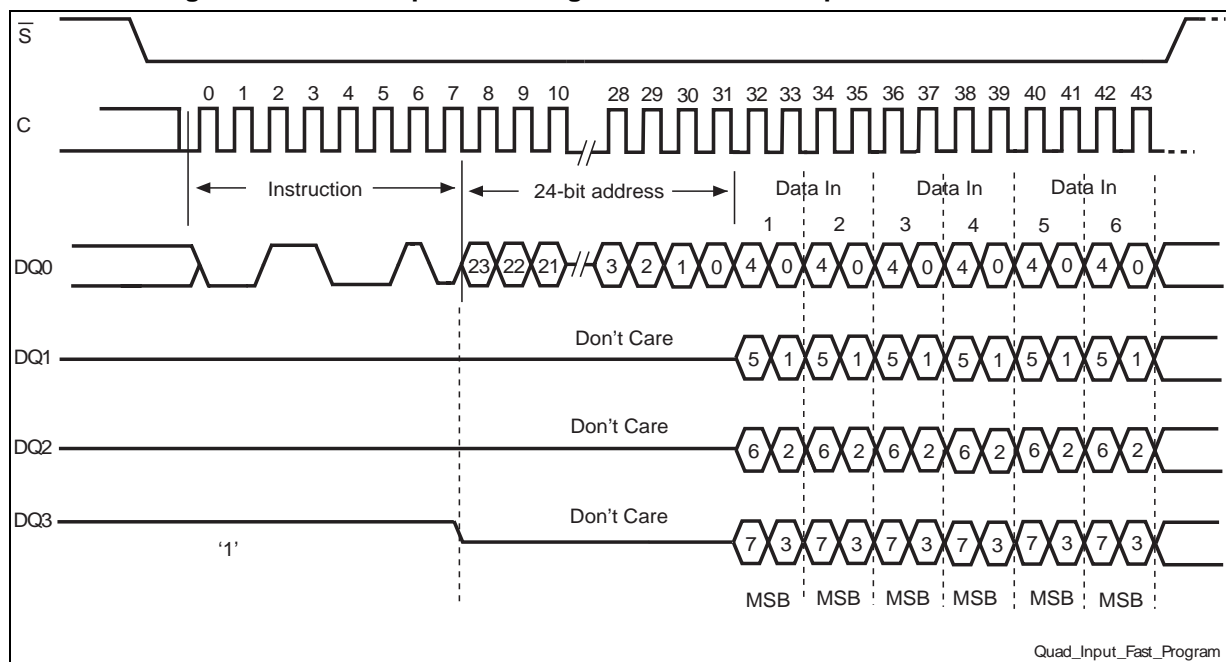 S
0 1 2 3 4 5 6 7 8 9 10 28 29 30 31 32 33 34 35 36 37 38 39 40 41 42 43
C
Instruction 24-bit address Data In Data In Data In
1 2 3 4 5 6
DQ0 23 22 21 3 2 1 0 4 0 4 0 4 0 4 0 4 0 4 0
Don't Care
DQ1 5 1 5 1 5 1 5 1 5 1 5 1
Don't Care
DQ2 6 2 6 2 6 2 6 2 6 2 6 2
DQ3 Don't Care
'1' 7 3 7 3 7 3 7 3 7 3 7 3
MSB MSB MSB MSB MSB MSB
Quad_Input_Fast_Program